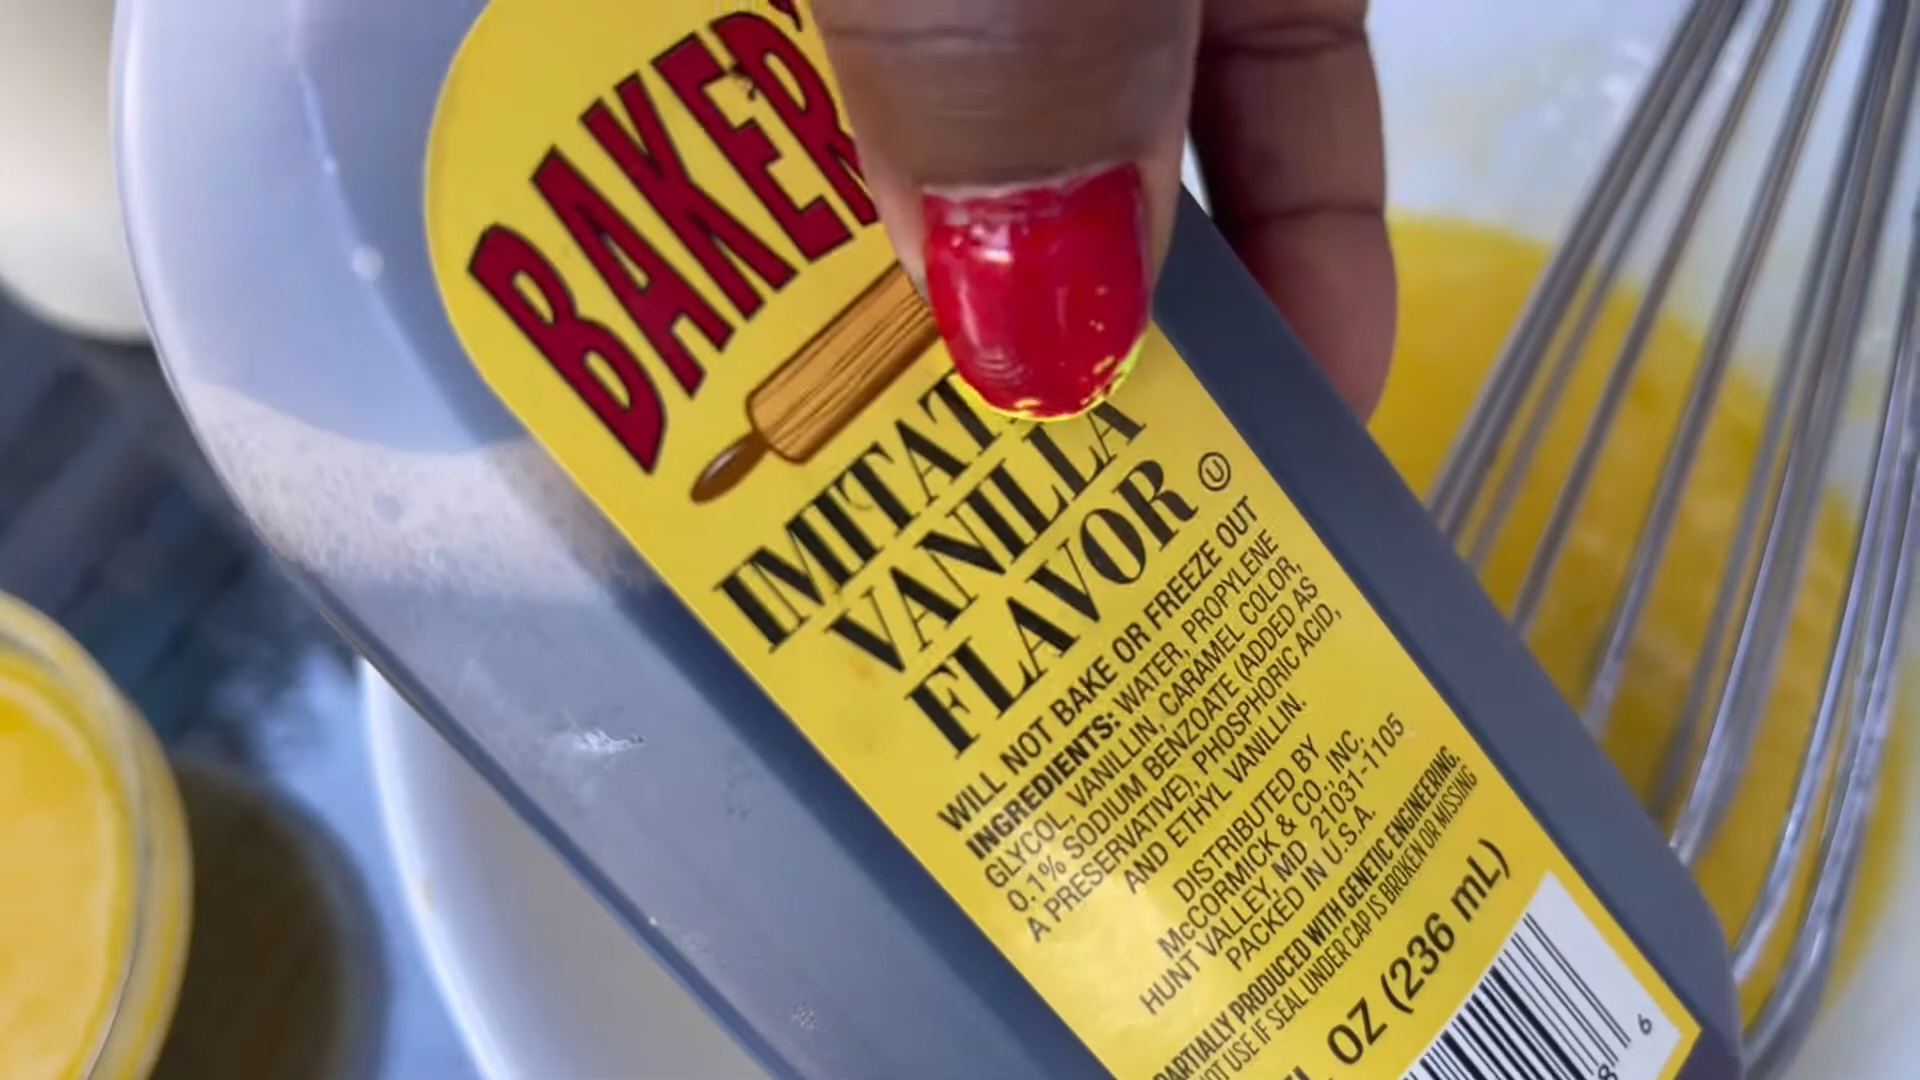 BAKER'
IMITAT
VANILLA
FLAVOR Ⓤ
WILL NOT BAKE OR FREEZE OUT
INGREDIENTS: WATER, PROPYLENE
GLYCOL, VANILLIN, CARAMEL COLOR,
0.1% SODIUM BENZOATE (ADDED AS
A PRESERVATIVE), PHOSPHORIC ACID,
AND ETHYL VANILLIN.
DISTRIBUTED BY
McCORMICK & CO., INC.
HUNT VALLEY, MD 21031-1105
PACKED IN U.S.A.
PARTIALLY PRODUCED WITH GENETIC ENGINEERING.
NOT USE IF SEAL UNDER CAP IS BROKEN OR MISSING
OZ (236 mL)
8 6